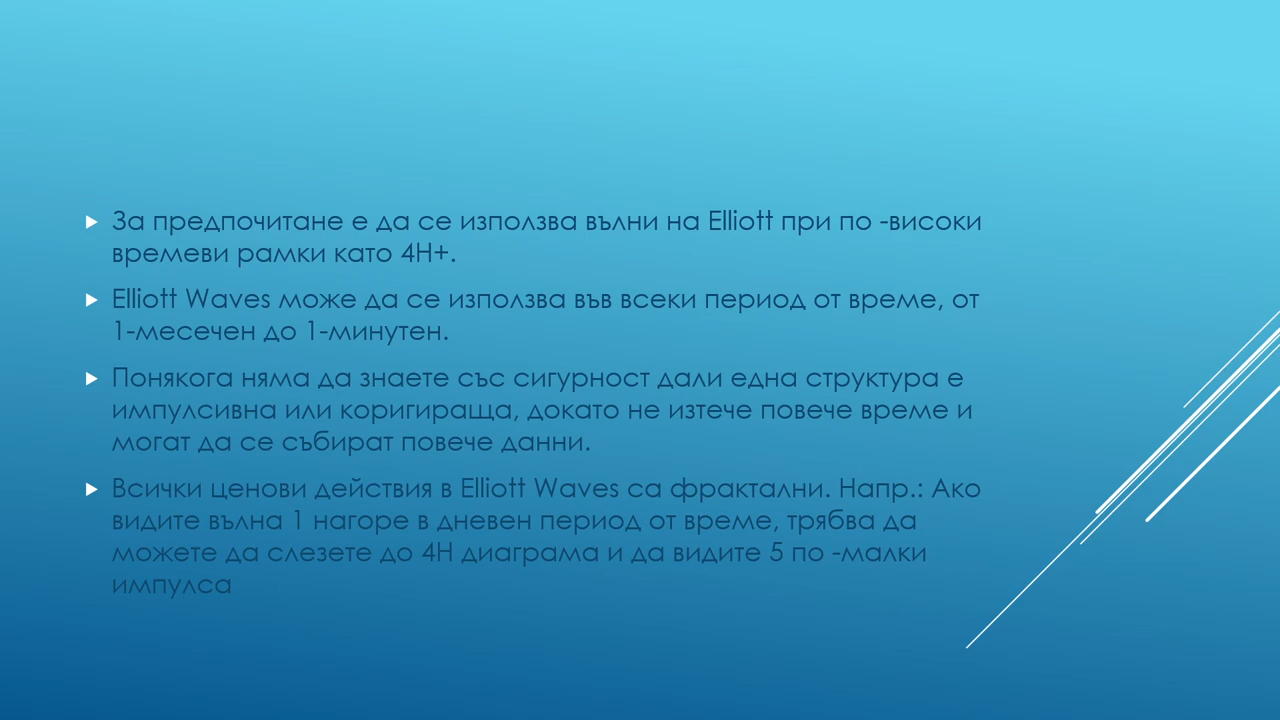 За предпочитане е да се използва вълни на Elliott при по -високи
времеви рамки като 4H+.
Elliott Waves може да се използва във всеки период от време, от
1-месечен до 1-минутен.
Понякога няма да знаете със сигурност дали една структура е
импулсивна или коригираща, докато не изтече повече време и
могат да се събират повече данни.
Всички ценови действия в Elliott Waves са фрактални. Напр.: Ако
видите вълна 1 нагоре в дневен период от време, трябва да
можете да слезете до 4H диаграма и да видите 5 по -малки
импулса